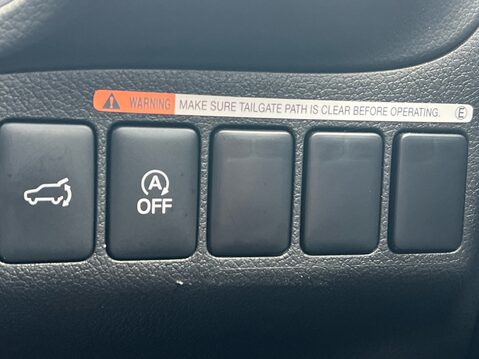 WARNING MAKE SURE TAILGATE PATH IS CLEAR BEFORE OPERATING. E
A
OFF